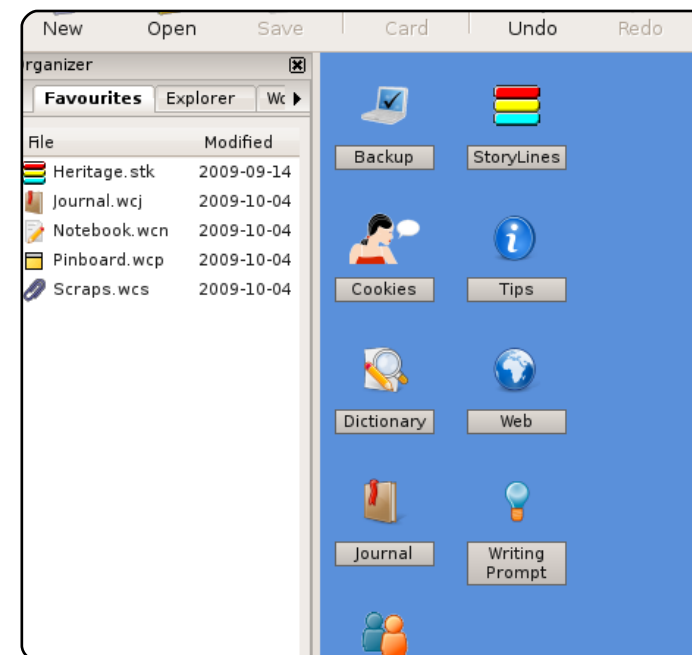 New Open Save Card Undo Redo
rganizer
Favourites Explorer Wc
File Modified
Heritage.stk 2009-09-14
Journal.wcj 2009-10-04
Notebook.wcn 2009-10-04
Pinboard.wcp 2009-10-04
Scraps.wcs 2009-10-04
Backup StoryLines
Cookies Tips
Dictionary Web
Journal Writing
Prompt